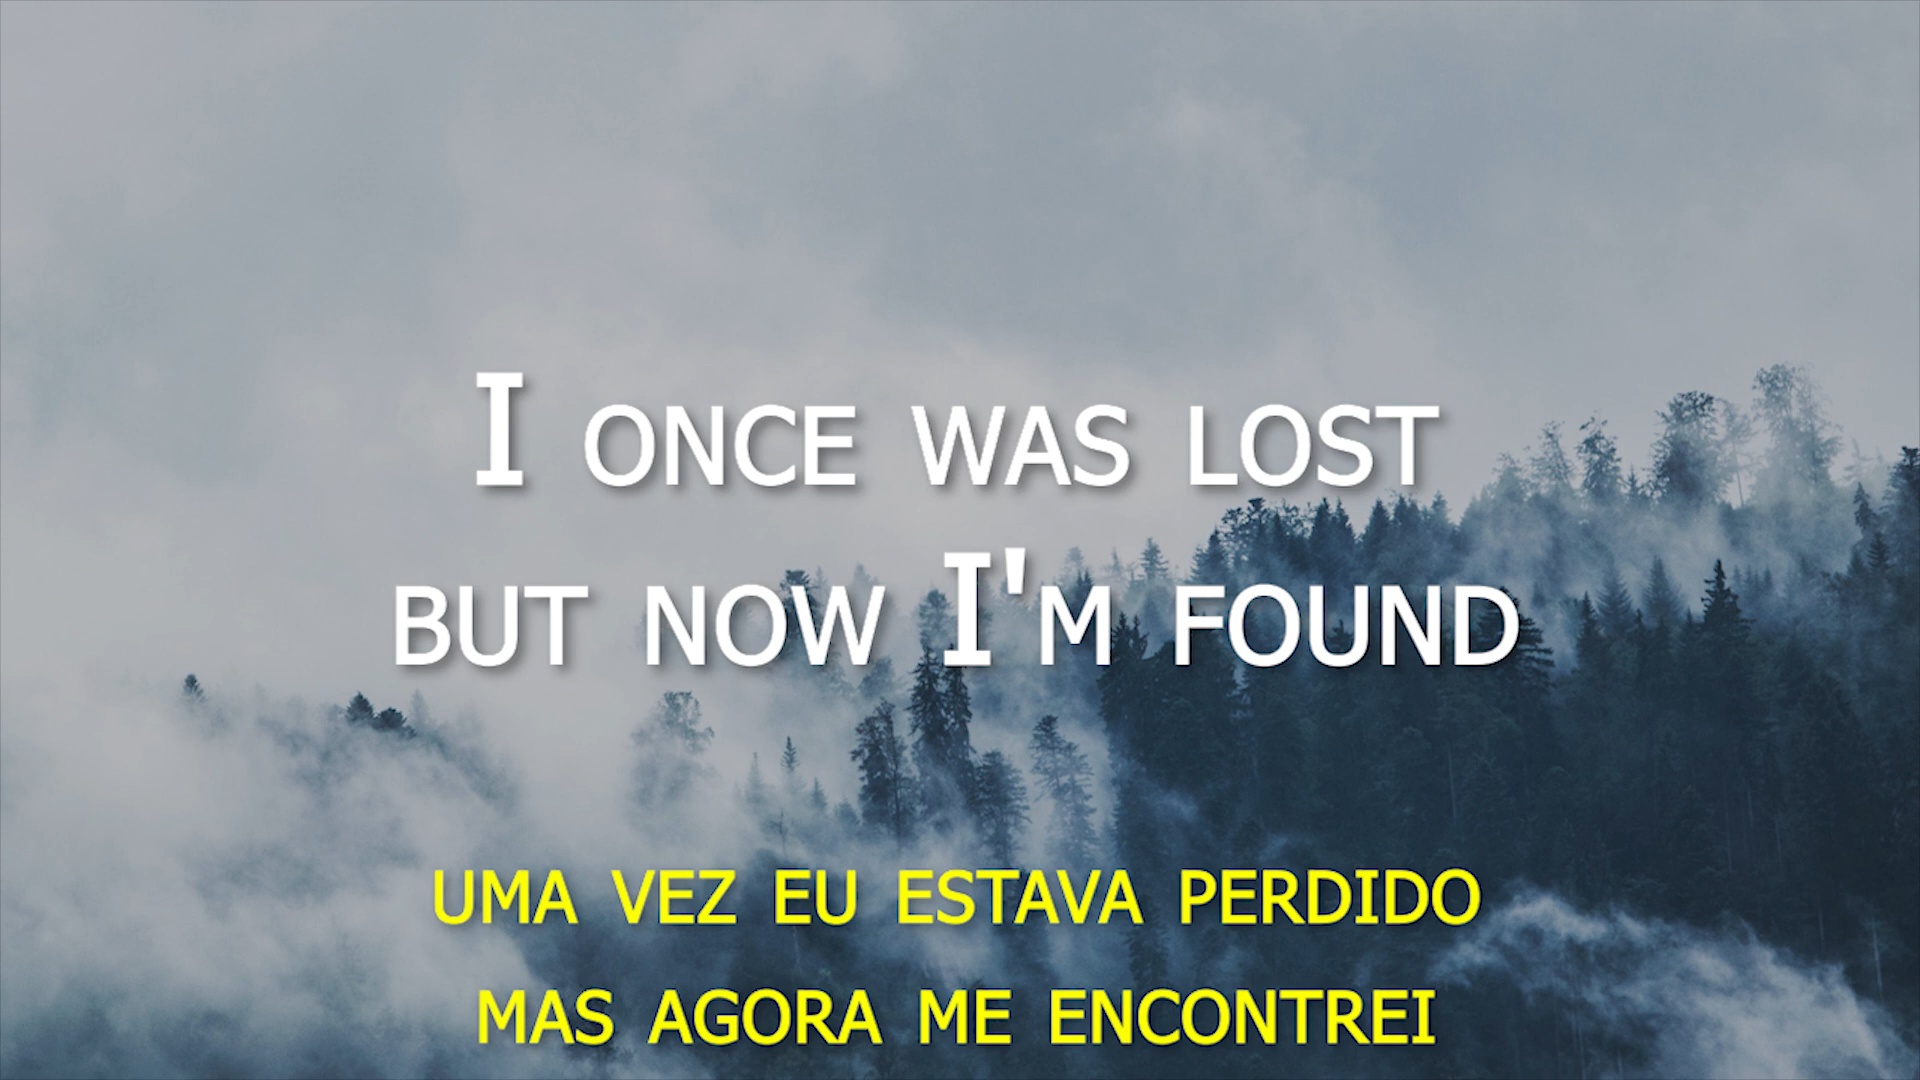 I ONCE WAS LOST
BUT NOW I'M FOUND
UMA VEZ EU ESTAVA PERDIDO
MAS AGORA ME ENCONTREI